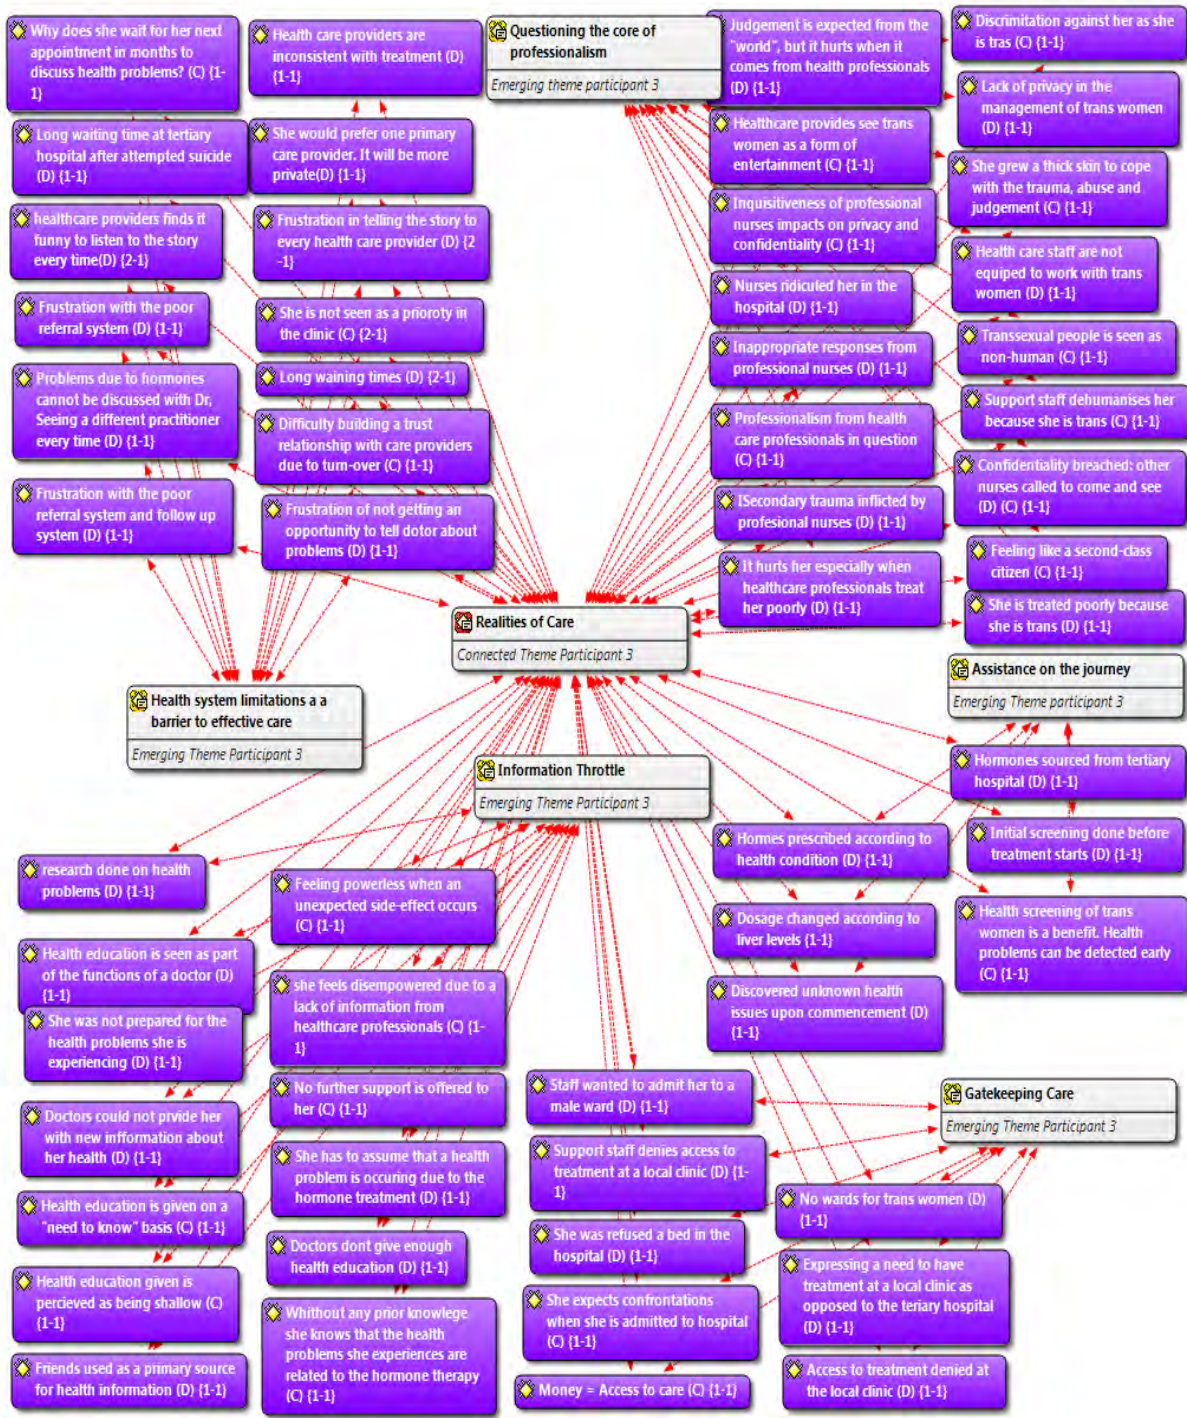 Why does she wait for her next
appointment in months to
discuss health problems? (C) {1-
1}
Health care providers are
inconsistent with treatment (D)
{1-1}
Long waiting time at tertiary
hospital after attempted suicide
(D) {1-1}
She would prefer one primary
care provider. It will be more
private(D) {1-1}
healthcare providers finds it
funny to listen to the story
every time(D) {2-1}
Frustration in telling the story to
every health care provider (D) {2
-1}
Frustration with the poor
referral system (D) {1-1}
She is not seen as a prioroty in
the clinic (C) {2-1}
Problems due to hormones
cannot be discussed with Dr,
Seeing a different practitioner
every time (D) {1-1}
Long waining times (D) {2-1}
Difficulty building a trust
relationship with care providers
due to turn-over (C) {1-1}
Frustration with the poor
referral system and follow up
system (D) {1-1}
Frustration of not getting an
opportunity to tell dotor about
problems (D) {1-1}
Questioning the core of
professionalism
Emerging theme participant 3
Judgement is expected from the
"world", but it hurts when it
comes from health professionals
(D) {1-1}
Discrimitation against her as she
is tras (C) {1-1}
Lack of privacy in the
management of trans women
(D) {1-1}
Healthcare provides see trans
women as a form of
entertainment (C) {1-1}
She grew a thick skin to cope
with the trauma, abuse and
judgement (C) {1-1}
Inquisitiveness of professional
nurses impacts on privacy and
confidentiality (C) {1-1}
Health care staff are not
equiped to work with trans
women (D) {1-1}
Nurses ridiculed her in the
hospital (D) {1-1}
Transsexual people is seen as
non-human (C) {1-1}
Inappropriate responses from
professional nurses (D) {1-1}
Support staff dehumanises her
because she is trans (C) {1-1}
Professionalism from health
care professionals in question
(C) {1-1}
Confidentiality breached: other
nurses called to come and see
(D) (C) {1-1}
ISecondary trauma inflicted by
profesional nurses (D) {1-1}
Feeling like a second-class
citizen (C) {1-1}
It hurts her especially when
healthcare professionals treat
her poorly (D) {1-1}
She is treated poorly because
she is trans (D) {1-1}
Realities of Care
Connected Theme Participant 3
Health system limitations a a
barrier to effective care
Emerging Theme Participant 3
Assistance on the journey
Emerging Theme participant 3
Information Throttle
Emerging Theme Participant 3
Hormones sourced from tertiary
hospital (D) {1-1}
Hormes prescribed according to
health condition (D) {1-1}
Initial screening done before
treatment starts (D) {1-1}
Dosage changed according to
liver levels {1-1}
Health screening of trans
women is a benefit. Health
problems can be detected early
(C) {1-1}
Discovered unknown health
issues upon commencement (D)
{1-1}
research done on health
problems (D) {1-1}
Feeling powerless when an
unexpected side-effect occurs
(C) {1-1}
Health education is seen as part
of the functions of a doctor (D)
{1-1}
she feels disempowered due to a
lack of information from
healthcare professionals (C) {1-
1}
She was not prepared for the
health problems she is
experiencing (D) {1-1}
No further support is offered to
her (C) {1-1}
Doctors could not prvide her
with new infformation about
her health (D) {1-1}
She has to assume that a health
problem is occuring due to the
hormone treatment (D) {1-1}
Health education is given on a
"need to know" basis (C) {1-1}
Doctors dont give enough
health education (D) {1-1}
Health education given is
percieved as being shallow (C)
{1-1}
Whithout any prior knowlege
she knows that the health
problems she experiences are
related to the hormone therapy
(C) {1-1}
Friends used as a primary source
for health information (D) {1-1}
Staff wanted to admit her to a
male ward (D) {1-1}
Gatekeeping Care
Emerging Theme Participant 3
Support staff denies access to
treatment at a local clinic (D) {1-
1}
No wards for trans women (D)
{1-1}
She was refused a bed in the
hospital (D) {1-1}
Expressing a need to have
treatment at a local clinic as
opposed to the teriary hospital
(D) {1-1}
She expects confrontations
when she is admitted to hospital
(C) {1-1}
Access to treatment denied at
the local clinic (D) {1-1}
Money = Access to care (C) {1-1}